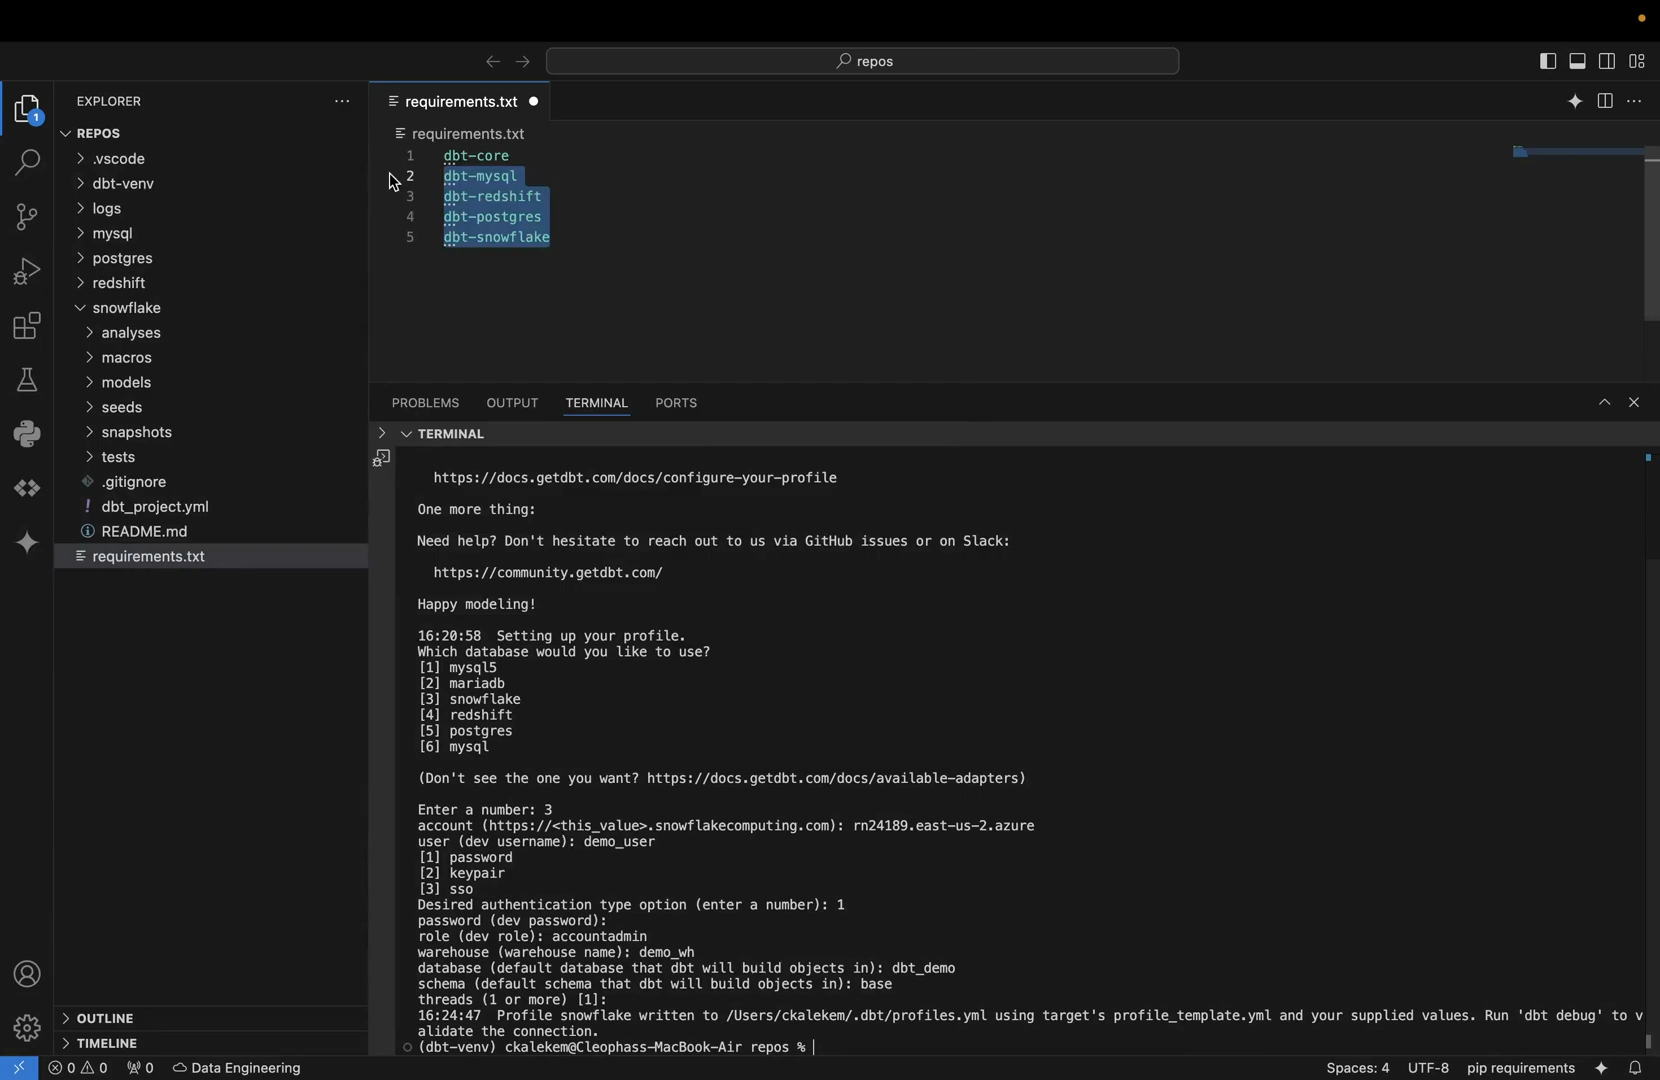 repos
EXPLORER
REPOS
.vscode
dbt-venv
logs
mysql
postgres
redshift
snowflake
analyses
macros
models
seeds
snapshots
tests
.gitignore
! dbt_project.yml
README.md
requirements.txt
OUTLINE
TIMELINE
1
requirements.txt
requirements.txt
1 dbt-core
2 dbt-mysql
3 dbt-redshift
4 dbt-postgres
5 dbt-snowflake
PROBLEMS OUTPUT TERMINAL PORTS
TERMINAL
https://docs.getdbt.com/docs/configure-your-profile
One more thing:
Need help? Don't hesitate to reach out to us via GitHub issues or on Slack:
https://community.getdbt.com/
Happy modeling!
16:20:58  Setting up your profile.
Which database would you like to use?
[1] mysql5
[2] mariadb
[3] snowflake
[4] redshift
[5] postgres
[6] mysql
(Don't see the one you want? https://docs.getdbt.com/docs/available-adapters)
Enter a number: 3
account (https://<this_value>.snowflakecomputing.com): rn24189.east-us-2.azure
user (dev username): demo_user
[1] password
[2] keypair
[3] sso
Desired authentication type option (enter a number): 1
password (dev password):
role (dev role): accountadmin
warehouse (warehouse name): demo_wh
database (default database that dbt will build objects in): dbt_demo
schema (default schema that dbt will build objects in): base
threads (1 or more) [1]:
16:24:47  Profile snowflake written to /Users/ckalekem/.dbt/profiles.yml using target's profile_template.yml and your supplied values. Run 'dbt debug' to v
alidate the connection.
(dbt-venv) ckalekem@Cleophass-MacBook-Air repos %
0 0 0 Data Engineering Spaces: 4 UTF-8 pip requirements